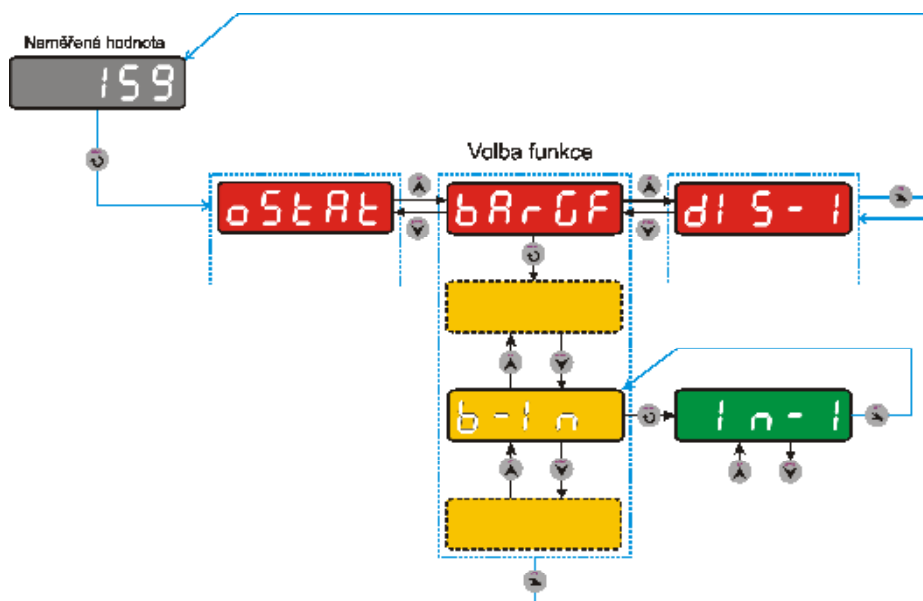 Naměřená hodnota
159
Volba funkce
oStAt
bArGF
dIS-1
b-In
In-1